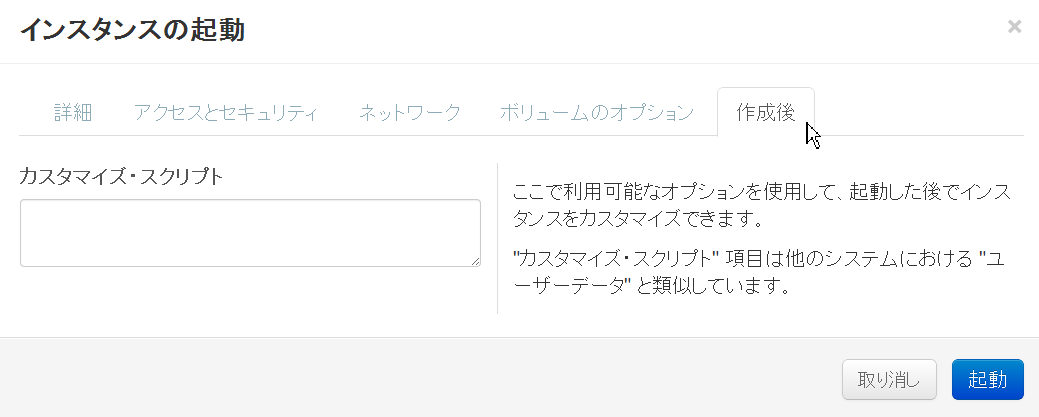 インスタンスの起動
×
詳細 アクセスとセキュリティ ネットワーク ボリュームのオプション 作成後
カスタマイズ・スクリプト
ここで利用可能なオプションを使用して、起動した後でインス
タンスをカスタマイズできます。
"カスタマイズ・スクリプト" 項目は他のシステムにおける "ユ
ーザーデータ" と類似しています。
取り消し 起動